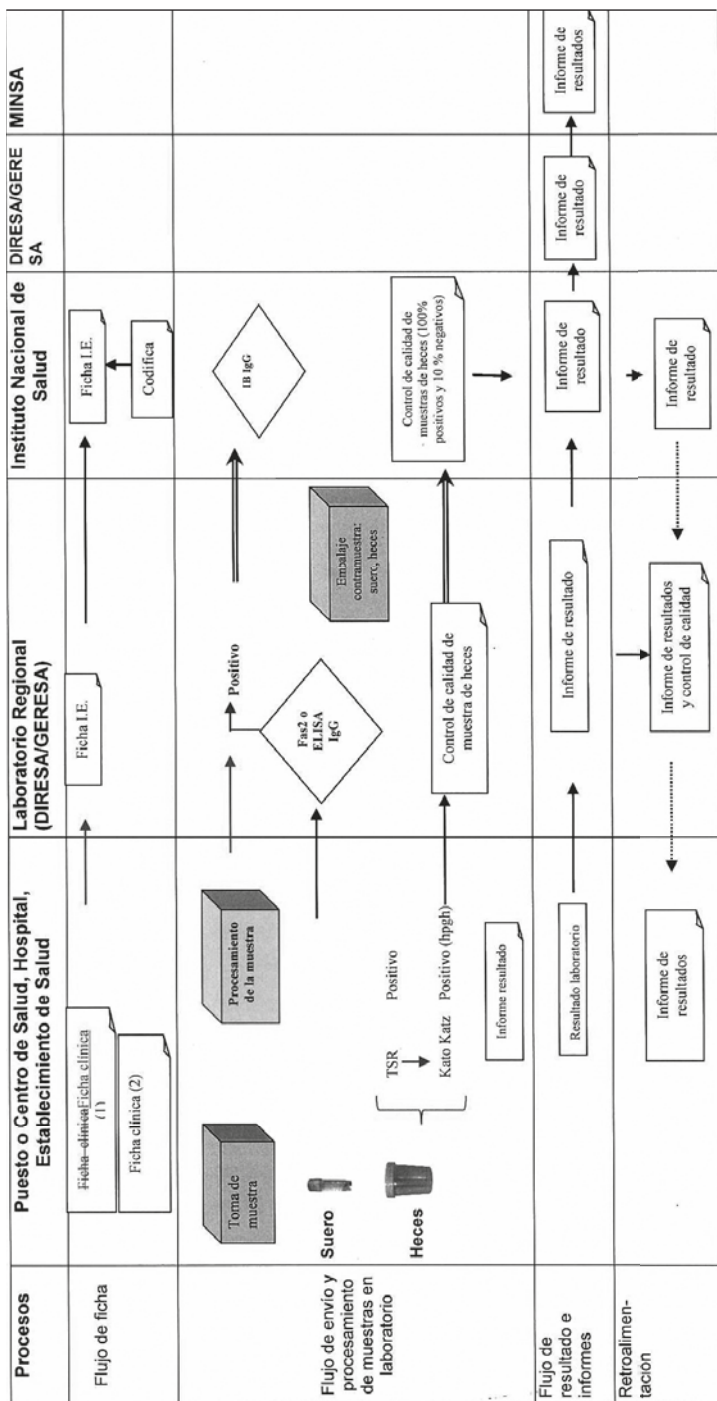 Procesos
Puesto o Centro de Salud, Hospital,
Establecimiento de Salud
Laboratorio Regional
(DIRESA/GERESA)
Instituto Nacional de
Salud
DIRESA/GERE
SA
MINSA
Flujo de ficha
Ficha clínicaFicha clínica
(1)
Ficha clínica (2)
Ficha I.E.
Ficha I.E.
Codifica
Flujo de envío y
procesamiento
de muestras en
laboratorio
Toma de
muestra
Procesamiento
de la muestra
Positivo
Suero
Fas2 o
ELISA
IgG
IB IgG
Embalaje
contramuestra:
suero, heces
Heces
TSR
Positivo
Kato Katz
Positivo (hpgh)
Informe resultado
Control de calidad de
muestra de heces
Control de calidad de
muestras de heces (100%
positivos y 10 % negativos)
Flujo de
resultado e
informes
Resultado laboratorio
Informe de resultado
Informe de
resultado
Informe de
resultado
Informe de
resultados
Retroalimen-
tación
Informe de
resultados
Informe de resultados
y control de calidad
Informe de
resultado